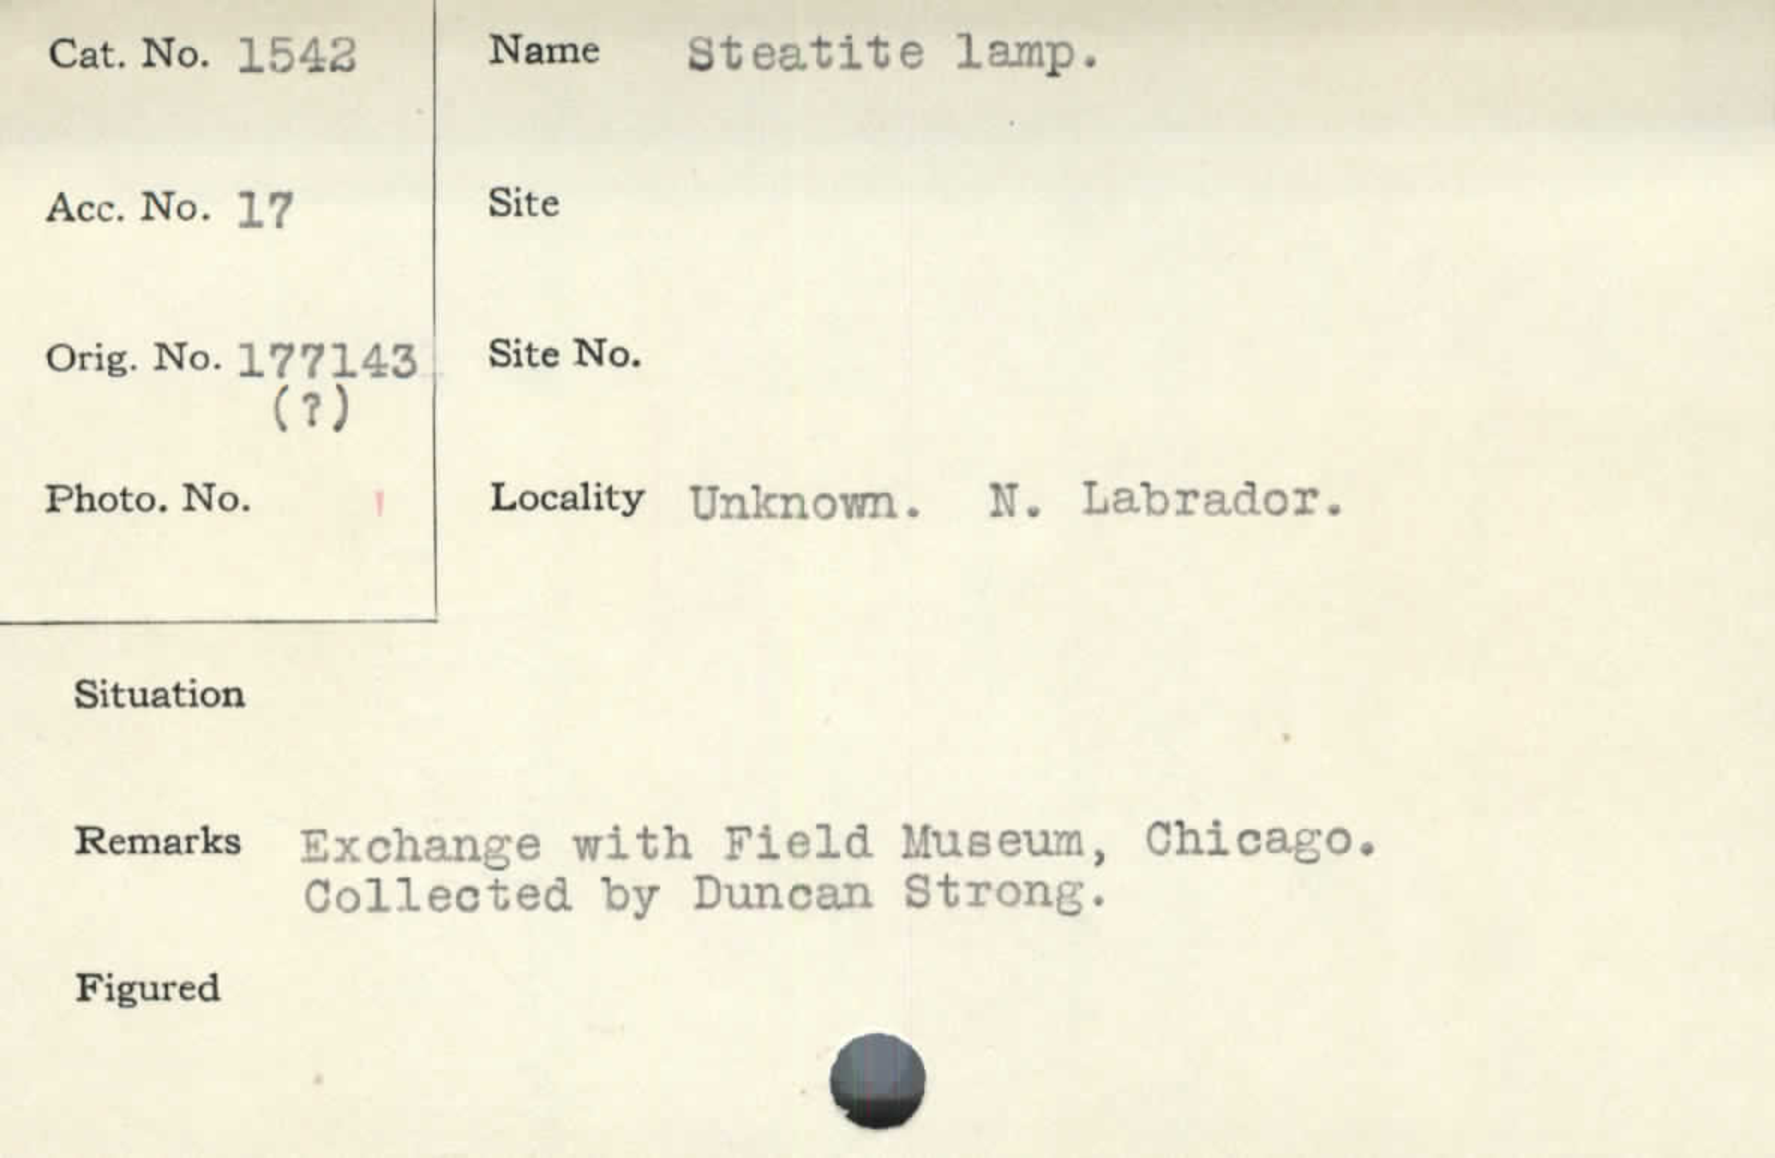 Cat. No. 1542
Name Steatite lamp.
Acc. No. 17
Site
Orig. No. 177143
(?)
Site No.
Photo. No.
Locality Unknown. N. Labrador.
Situation
Remarks Exchange with Field Museum, Chicago.
Collected by Duncan Strong.
Figured